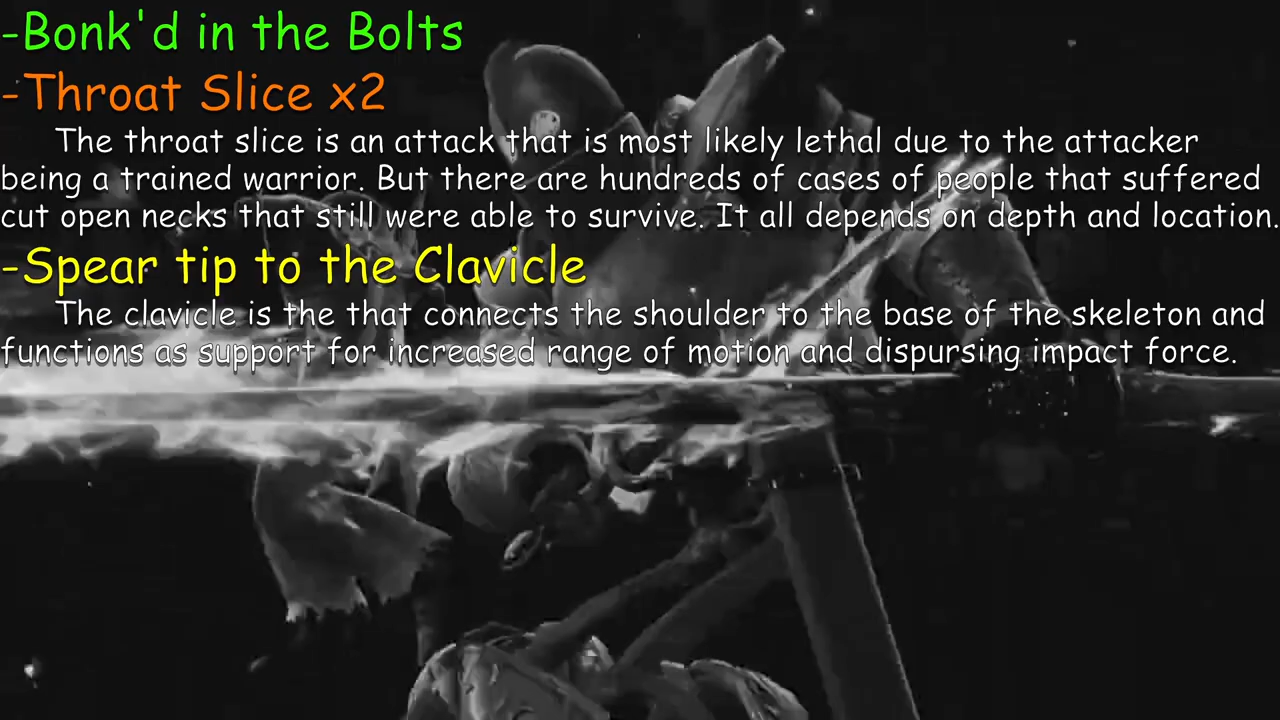 -Bonk'd in the Bolts
-Throat Slice x2
The throat slice is an attack that is most likely lethal due to the attacker
being a trained warrior. But there are hundreds of cases of people that suffered
cut open necks that still were able to survive. It all depends on depth and location.
-Spear tip to the Clavicle
The clavicle is the that connects the shoulder to the base of the skeleton and
functions as support for increased range of motion and dispursing impact force.